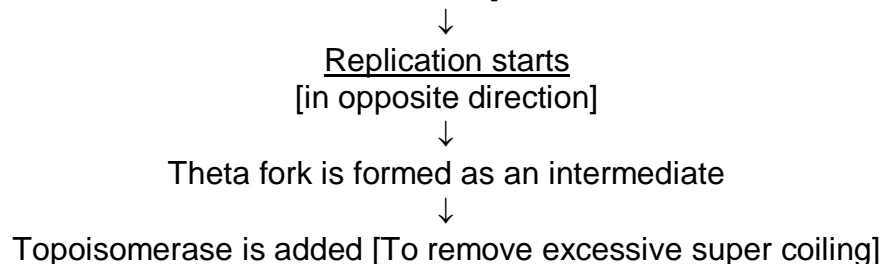 ↓
Replication starts
[in opposite direction]
↓
Theta fork is formed as an intermediate
↓
Topoisomerase is added [To remove excessive super coiling]